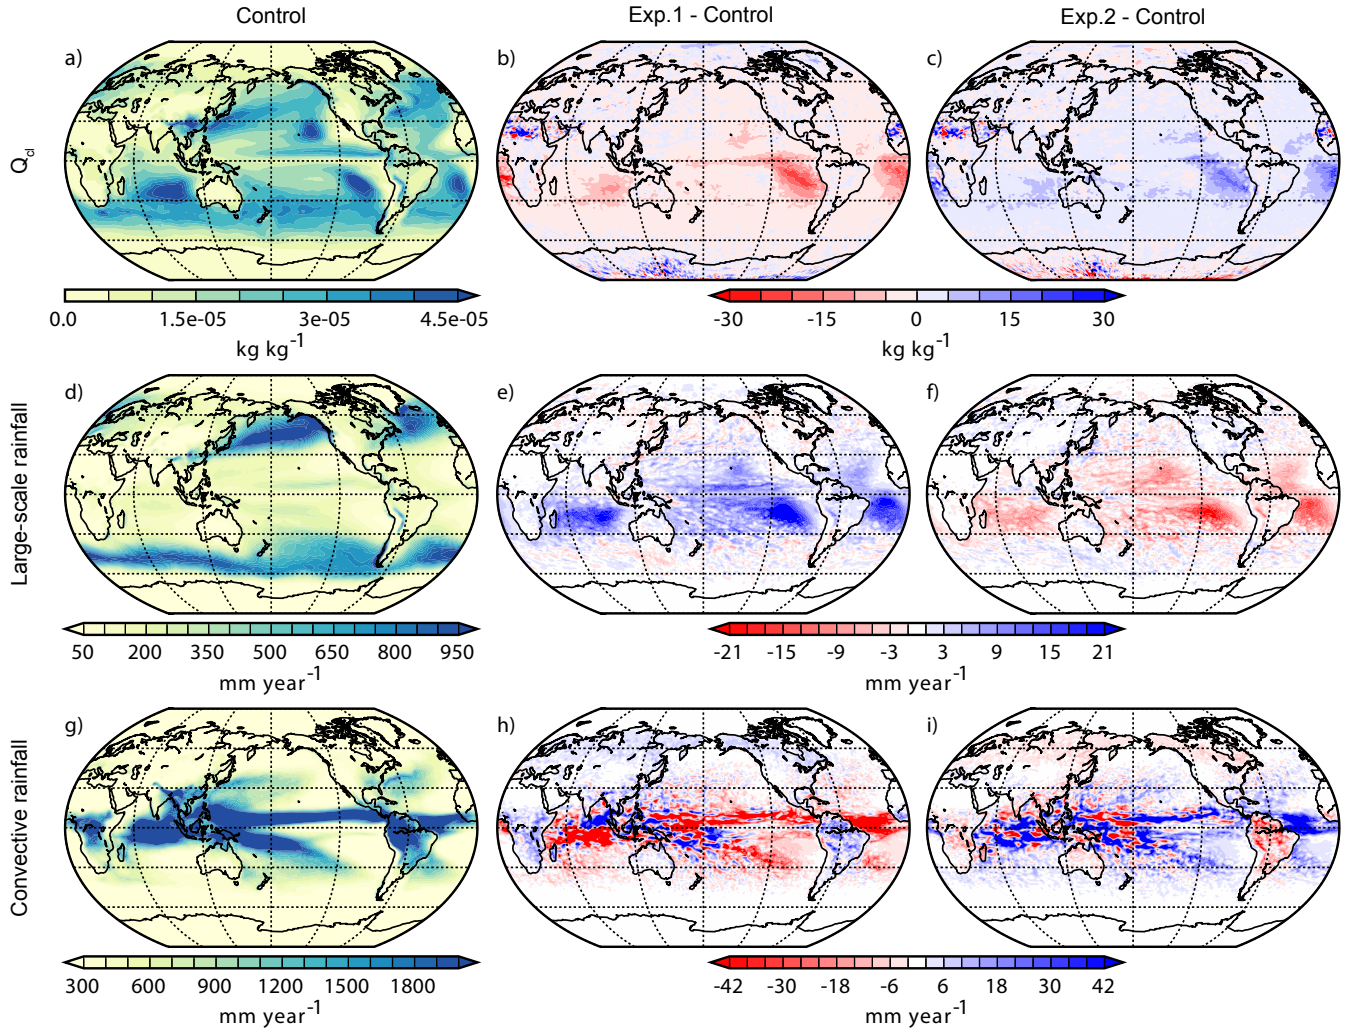 Control Exp.1 - Control Exp.2 - Control
a) b) c)
Qcl
0.0 1.5e-05 3e-05 4.5e-05 -30 -15 0 15 30
kg kg-1 kg kg-1
d) e) f)
Large-scale rainfall
50 200 350 500 650 800 950 -21 -15 -9 -3 3 9 15 21
mm year-1 mm year-1
g) h) i)
Convective rainfall
300 600 900 1200 1500 1800 -42 -30 -18 -6 6 18 30 42
mm year-1 mm year-1